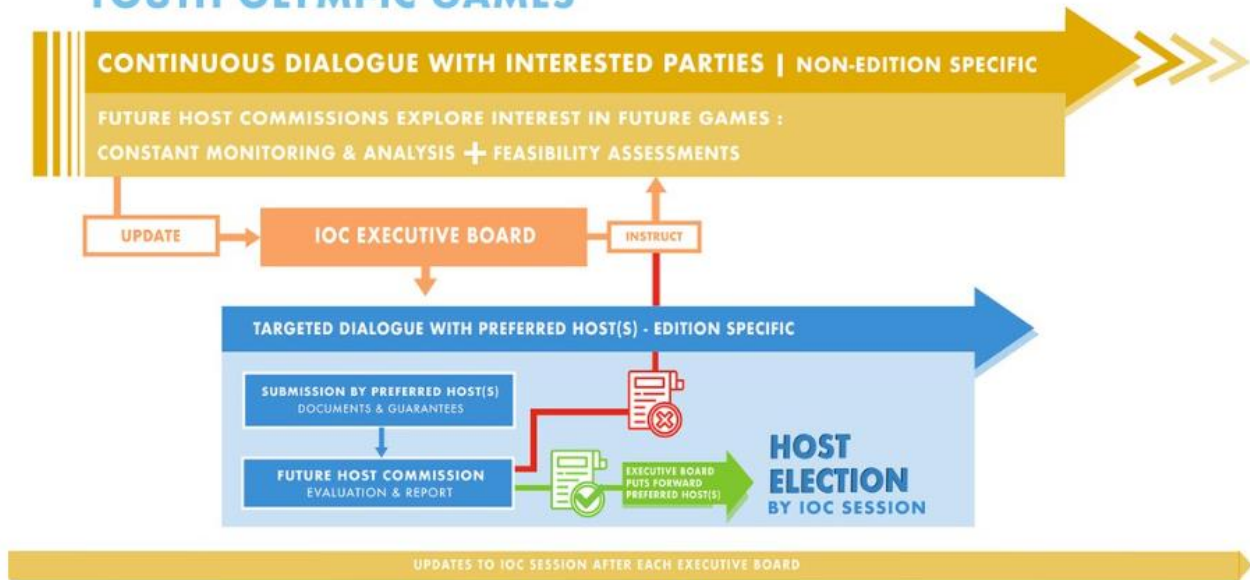 YOUTH OLYMPIC GAMES
CONTINUOUS DIALOGUE WITH INTERESTED PARTIES | NON-EDITION SPECIFIC
FUTURE HOST COMMISSIONS EXPLORE INTEREST IN FUTURE GAMES :
CONSTANT MONITORING & ANALYSIS + FEASIBILITY ASSESSMENTS
UPDATE
IOC EXECUTIVE BOARD
INSTRUCT
TARGETED DIALOGUE WITH PREFERRED HOST(S) - EDITION SPECIFIC
SUBMISSION BY PREFERRED HOST(S)
DOCUMENTS & GUARANTEES
FUTURE HOST COMMISSION
EVALUATION & REPORT
EXECUTIVE BOARD
PUTS FORWARD
PREFERRED HOST(S)
HOST
ELECTION
BY IOC SESSION
UPDATES TO IOC SESSION AFTER EACH EXECUTIVE BOARD